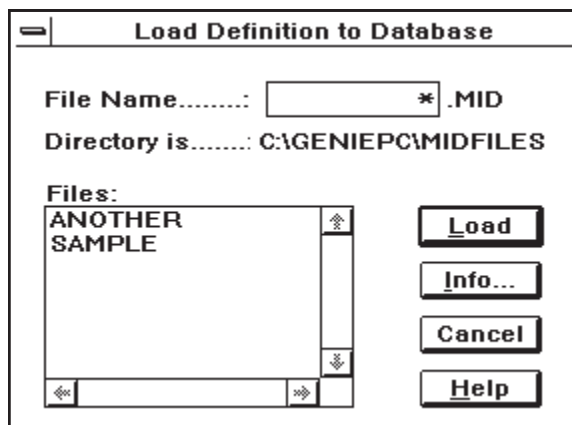 Load Definition to Database
File Name........: * .MID
Directory is.......: C:\GENIEPC\MIDFILES
Files:
ANOTHER
SAMPLE
Load
Info...
Cancel
Help